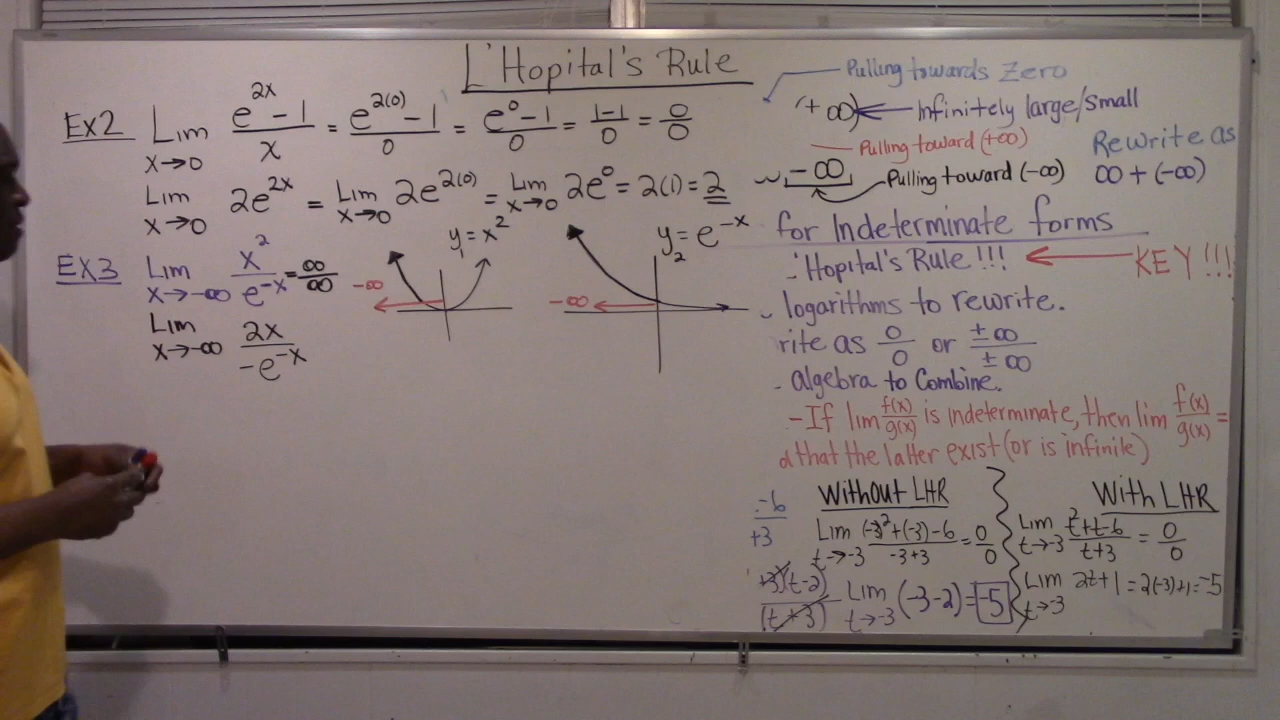 L'Hopital's Rule
Ex2 Lim x→0 (e^(2x) - 1)/x = (e^(2(0)) - 1)/0 = (e^0 - 1)/0 = (1-1)/0 = 0/0
Lim x→0 2e^(2x) = Lim x→0 2e^(2(0)) = Lim x→0 2e^0 = 2(1) = 2
EX3 Lim x→-∞ x^2/e^(-x) = ∞/∞
Lim x→-∞ 2x/(-e^(-x))
y₁ = x^2
-∞
y₂ = e^(-x)
-∞
Pulling towards Zero
(+∞) Infinitely large/small
Pulling toward (+∞)
-∞ Pulling toward (-∞)
Rewrite as
∞ + (-∞)
for Indeterminate forms
'Hopital's Rule !!! ← KEY !!!
logarithms to rewrite.
rite as 0/0 or ±∞/±∞
- algebra to Combine.
- If lim f(x)/g(x) is indeterminate, then lim f(x)/g(x) =
d that the latter exist (or is infinite)
-6
+3
Without LHR
Lim t→-3 ((-3)^2+(-3)-6)/(-3+3) = 0/0
+3)(t-2)/(t+3) Lim t→-3 (-3-2) = -5
With LHR
Lim t→-3 (t^2+t-6)/(t+3) = 0/0
Lim t→-3 2t+1 = 2(-3)+1 = -5